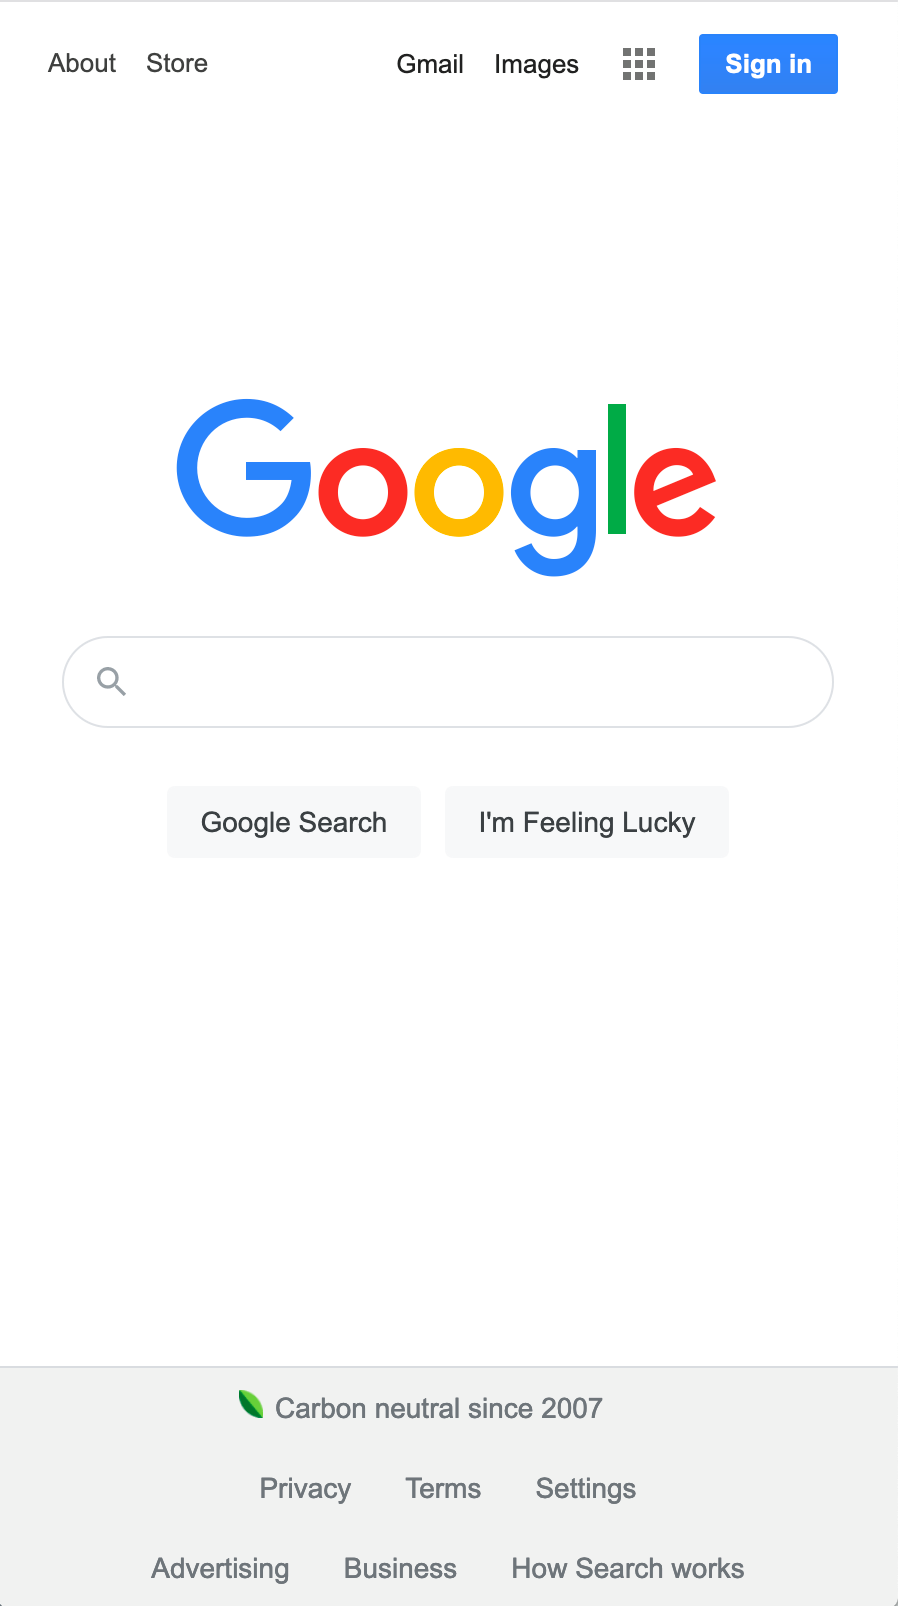 About Store Gmail Images Sign in
Google
Google Search I'm Feeling Lucky
Carbon neutral since 2007
Privacy Terms Settings
Advertising Business How Search works